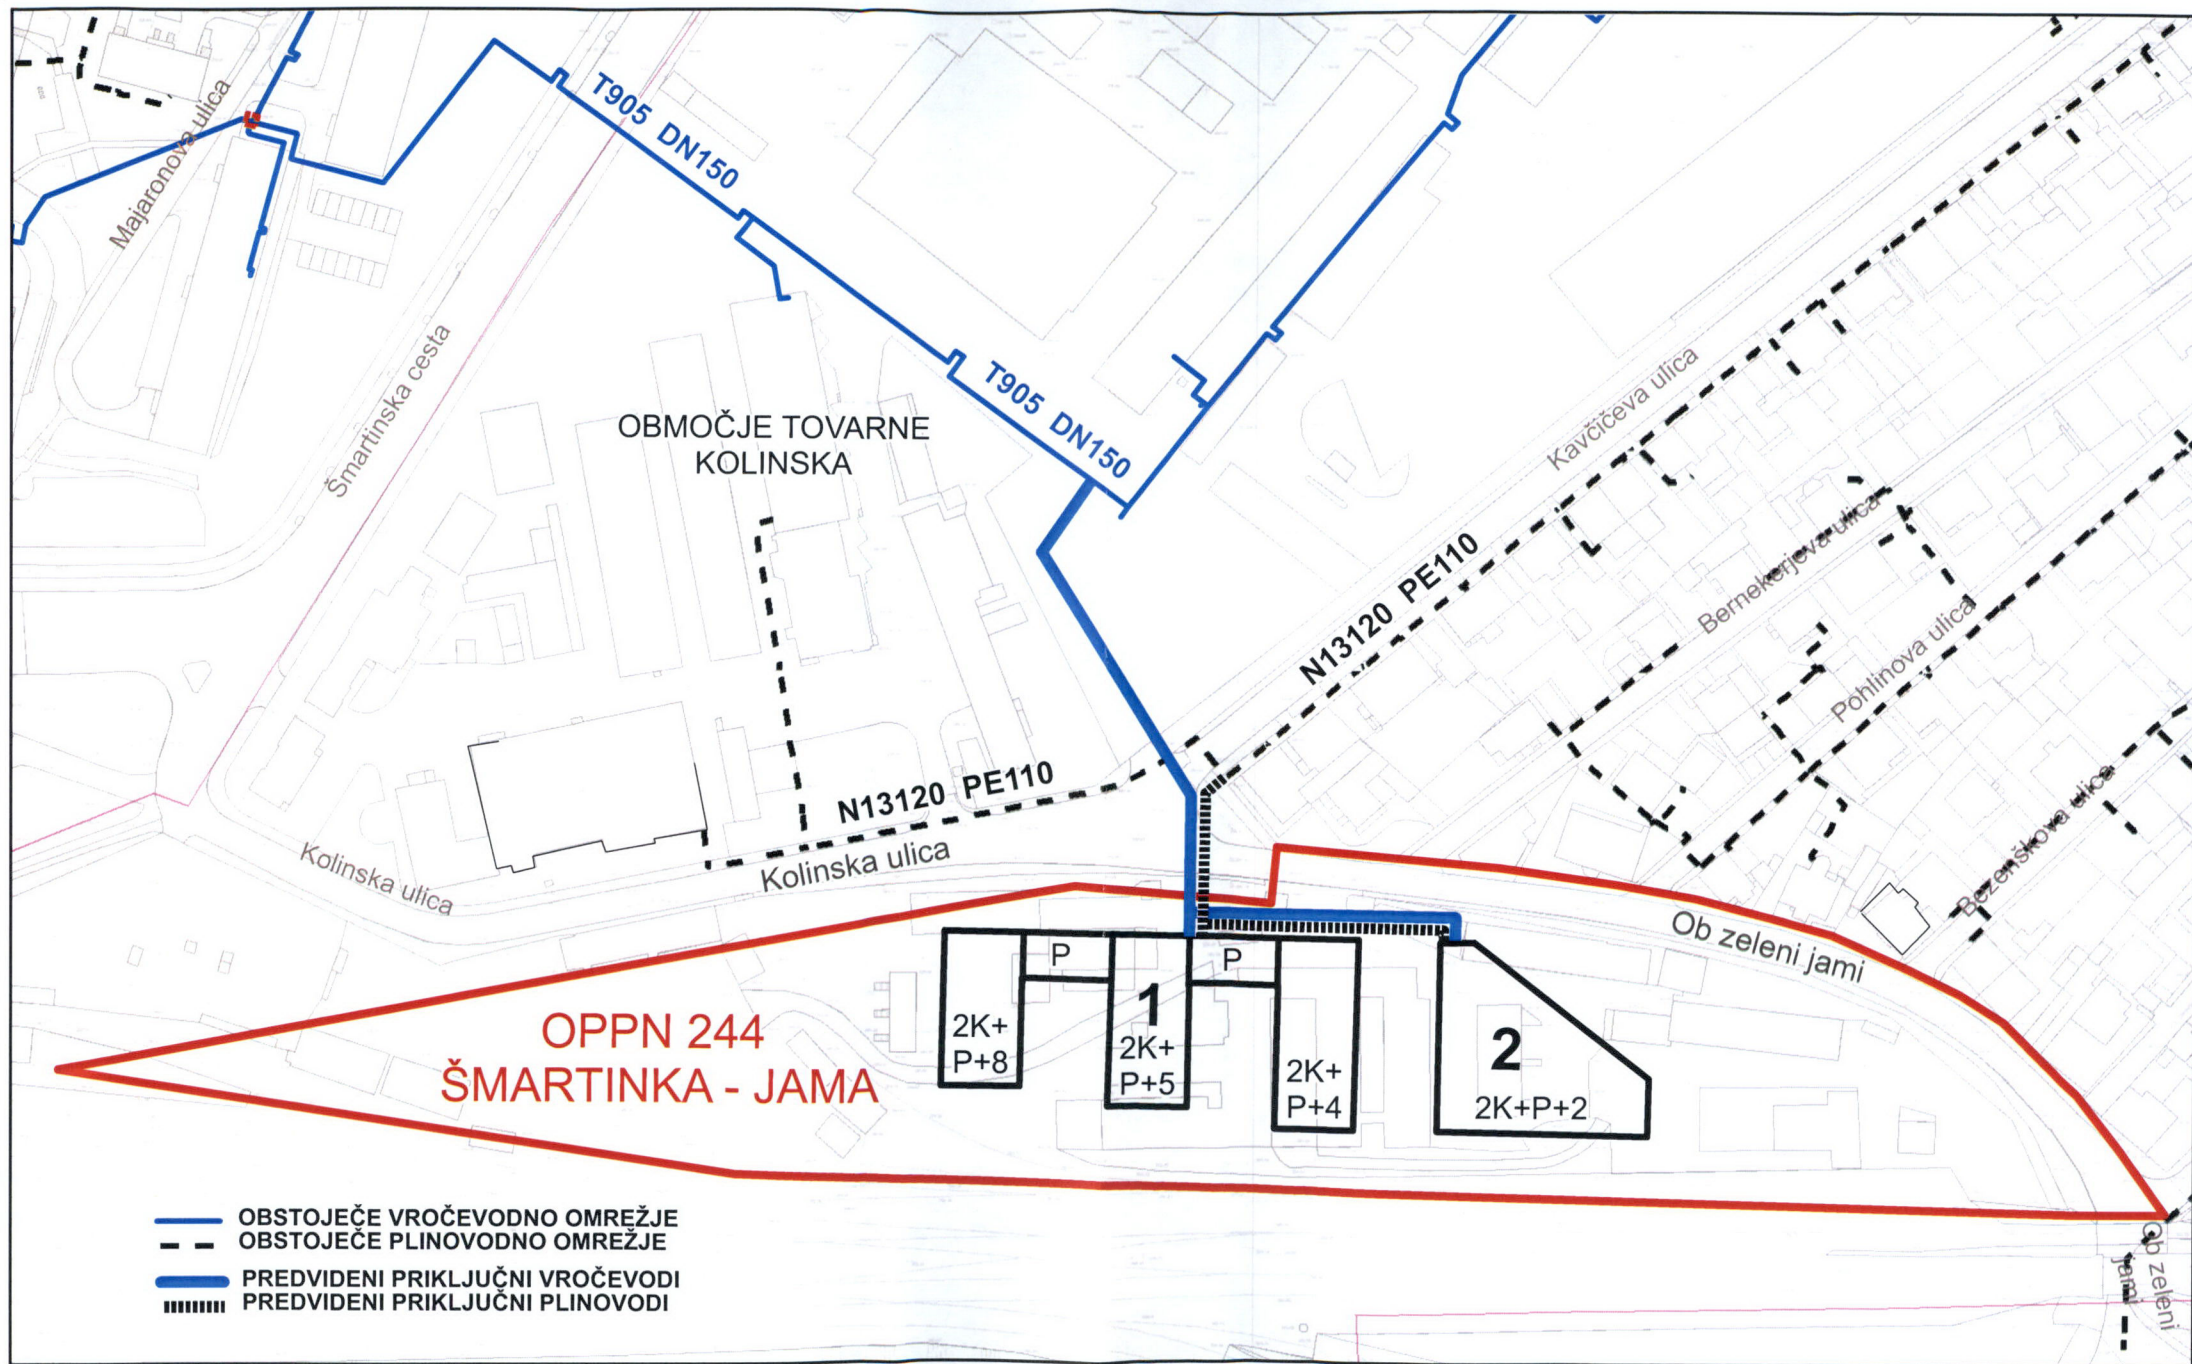 Majaronova ulica
T905 DN150
Šmartinska cesta
OBMOČJE TOVARNE
KOLINSKA
T905 DN150
Kavčičeva ulica
Bernekerjeva ulica
N13120 PE110
Pohlinova ulica
N13120 PE110
Bezenškova ulica
Kolinska ulica
Kolinska ulica
Ob zeleni jami
P
P
1
2K+
P+8
2K+
P+5
2K+
P+4
2
2K+P+2
OPPN 244
ŠMARTINKA - JAMA
OBSTOJEČE VROČEVODNO OMREŽJE
OBSTOJEČE PLINOVODNO OMREŽJE
PREDVIDENI PRIKLJUČNI VROČEVODI
PREDVIDENI PRIKLJUČNI PLINOVODI
Ob zeleni
jami